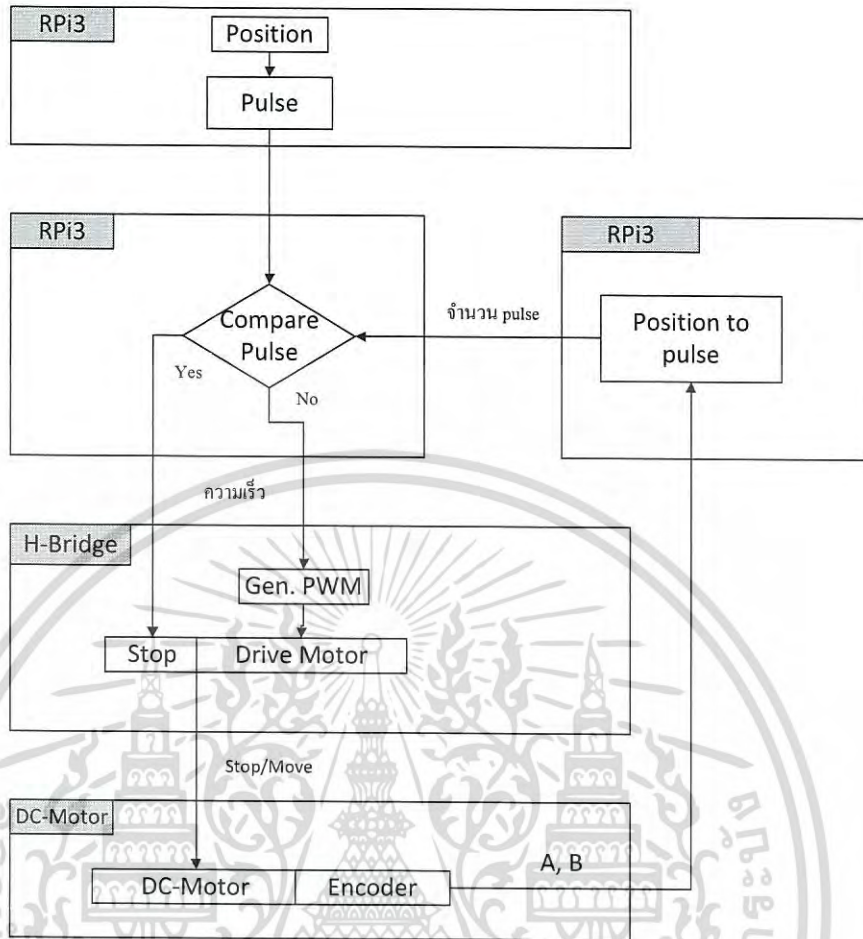 RPi3
Position
Pulse
RPi3
RPi3
Compare
Pulse
จำนวน pulse
Position to
pulse
Yes
No
ความเร็ว
H-Bridge
Gen. PWM
Stop
Drive Motor
Stop/Move
DC-Motor
A, B
DC-Motor
Encoder